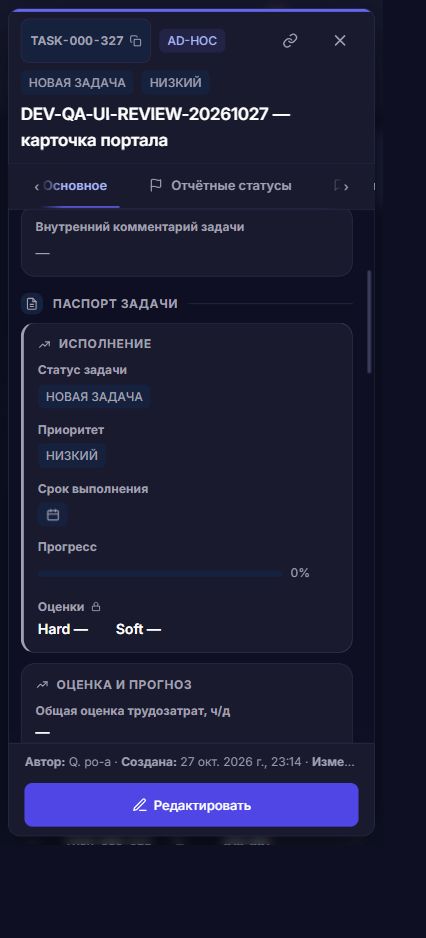 TASK-000-327
AD-HOC
НОВАЯ ЗАДАЧА НИЗКИЙ
DEV-QA-UI-REVIEW-20261027 —
карточка портала
Основное Отчётные статусы
Внутренний комментарий задачи
—
ПАСПОРТ ЗАДАЧИ
ИСПОЛНЕНИЕ
Статус задачи
НОВАЯ ЗАДАЧА
Приоритет
НИЗКИЙ
Срок выполнения
Прогресс
0%
Оценки
Hard — Soft —
ОЦЕНКА И ПРОГНОЗ
Общая оценка трудозатрат, ч/д
—
Автор: Q. po-a · Создана: 27 окт. 2026 г., 23:14 · Изме...
Редактировать